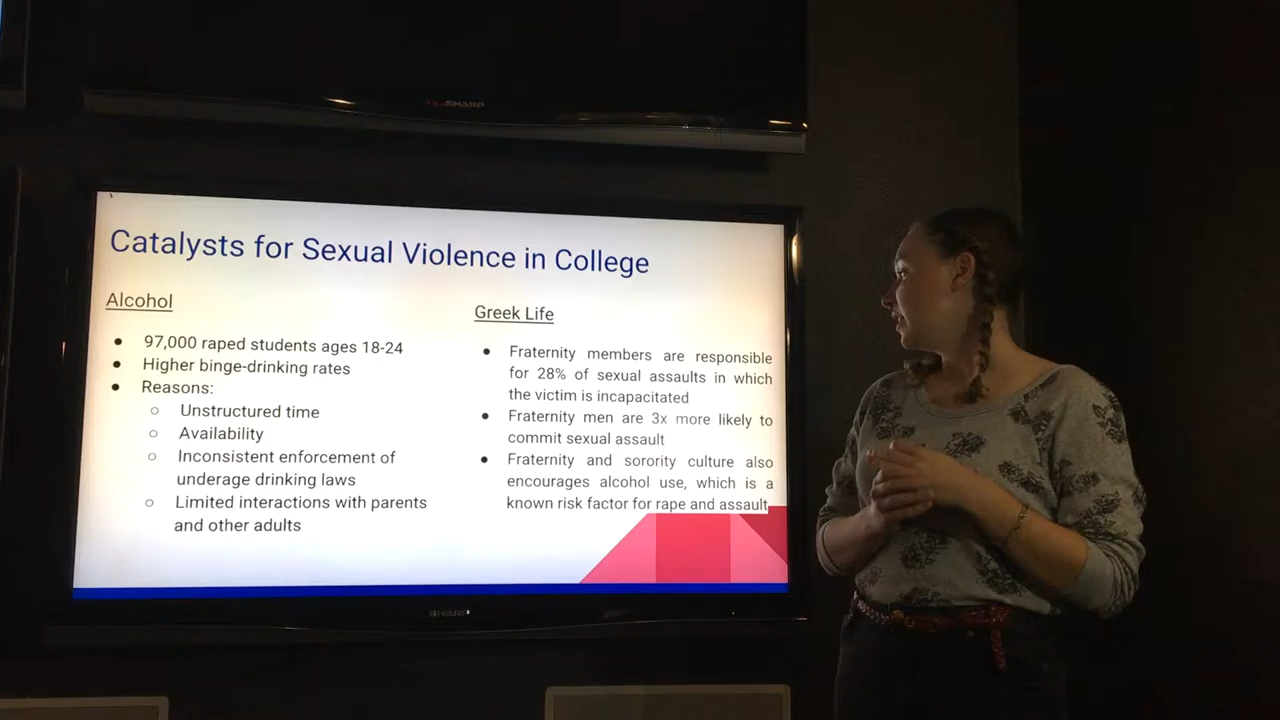 SHARP
Catalysts for Sexual Violence in College
Alcohol
97,000 raped students ages 18-24
Higher binge-drinking rates
Reasons:
Unstructured time
Availability
Inconsistent enforcement of
underage drinking laws
Limited interactions with parents
and other adults
Greek Life
Fraternity members are responsible
for 28% of sexual assaults in which
the victim is incapacitated
Fraternity men are 3x more likely to
commit sexual assault
Fraternity and sorority culture also
encourages alcohol use, which is a
known risk factor for rape and assault
SHARP